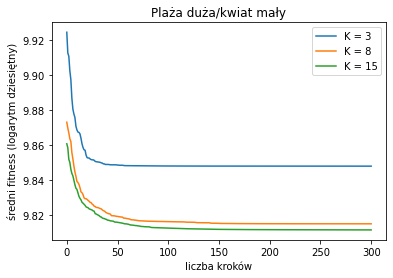 Plaża duża/kwiat mały
średni fitness (logarytm dziesiętny)
9.92
9.90
9.88
9.86
9.84
9.82
K = 3
K = 8
K = 15
0
50
100
150
200
250
300
liczba kroków